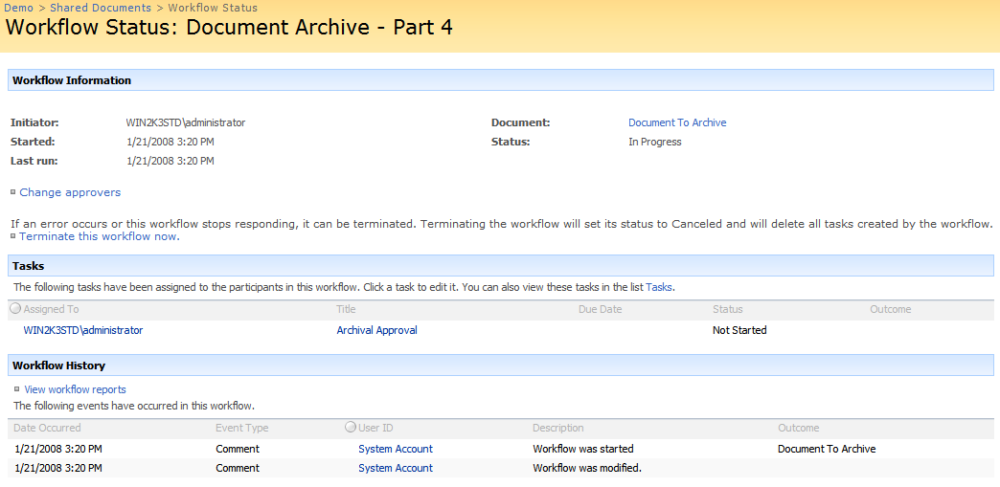 Demo > Shared Documents > Workflow Status
Workflow Status: Document Archive - Part 4
Workflow Information
Initiator: WIN2K3STD\administrator Document: Document To Archive
Started: 1/21/2008 3:20 PM Status: In Progress
Last run: 1/21/2008 3:20 PM
Change approvers
If an error occurs or this workflow stops responding, it can be terminated. Terminating the workflow will set its status to Canceled and will delete all tasks created by the workflow.
Terminate this workflow now.
Tasks
The following tasks have been assigned to the participants in this workflow. Click a task to edit it. You can also view these tasks in the list Tasks.
Assigned To Title Due Date Status Outcome
WIN2K3STD\administrator Archival Approval Not Started
Workflow History
View workflow reports
The following events have occurred in this workflow.
Date Occurred Event Type User ID Description Outcome
1/21/2008 3:20 PM Comment System Account Workflow was started Document To Archive
1/21/2008 3:20 PM Comment System Account Workflow was modified.